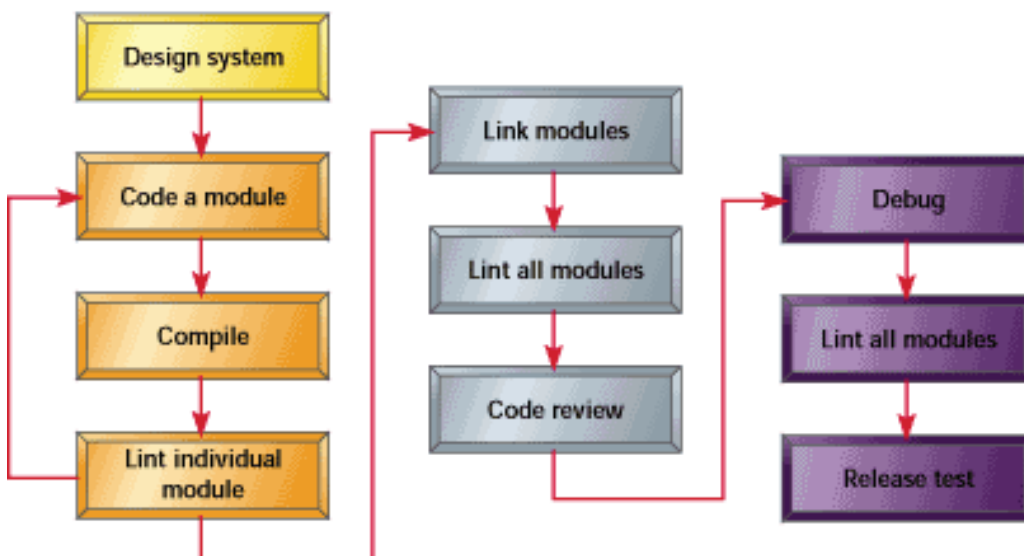 Design system
Code a module
Compile
Lint individual
module
Link modules
Lint all modules
Code review
Debug
Lint all modules
Release test